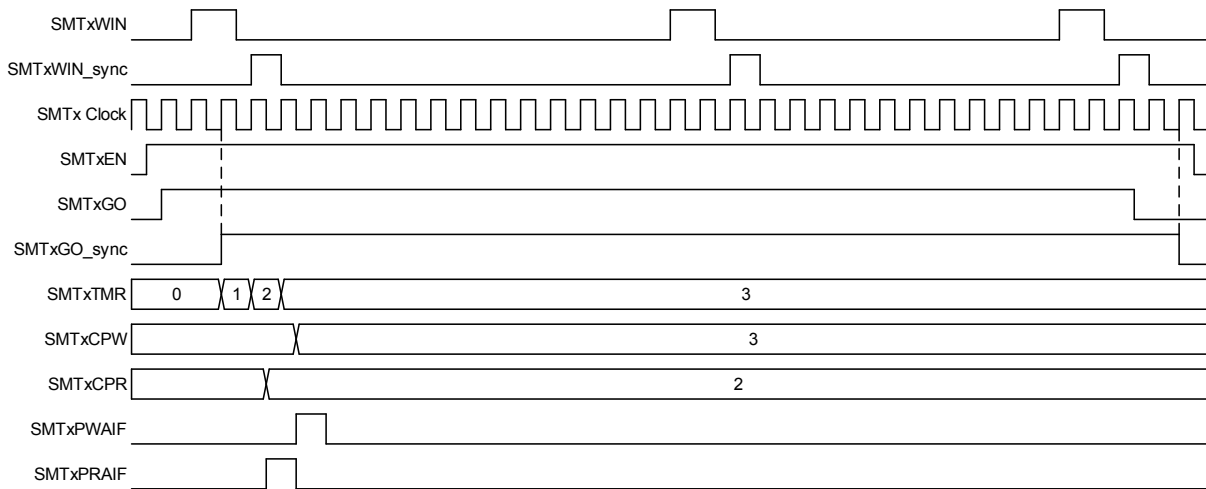 SMTxWIN
SMTxWIN_sync
SMTx Clock
SMTxEN
SMTxGO
SMTxGO_sync
SMTxTMR 0 1 2 3
SMTxCPW 3
SMTxCPR 2
SMTxPWAIF
SMTxPRAIF